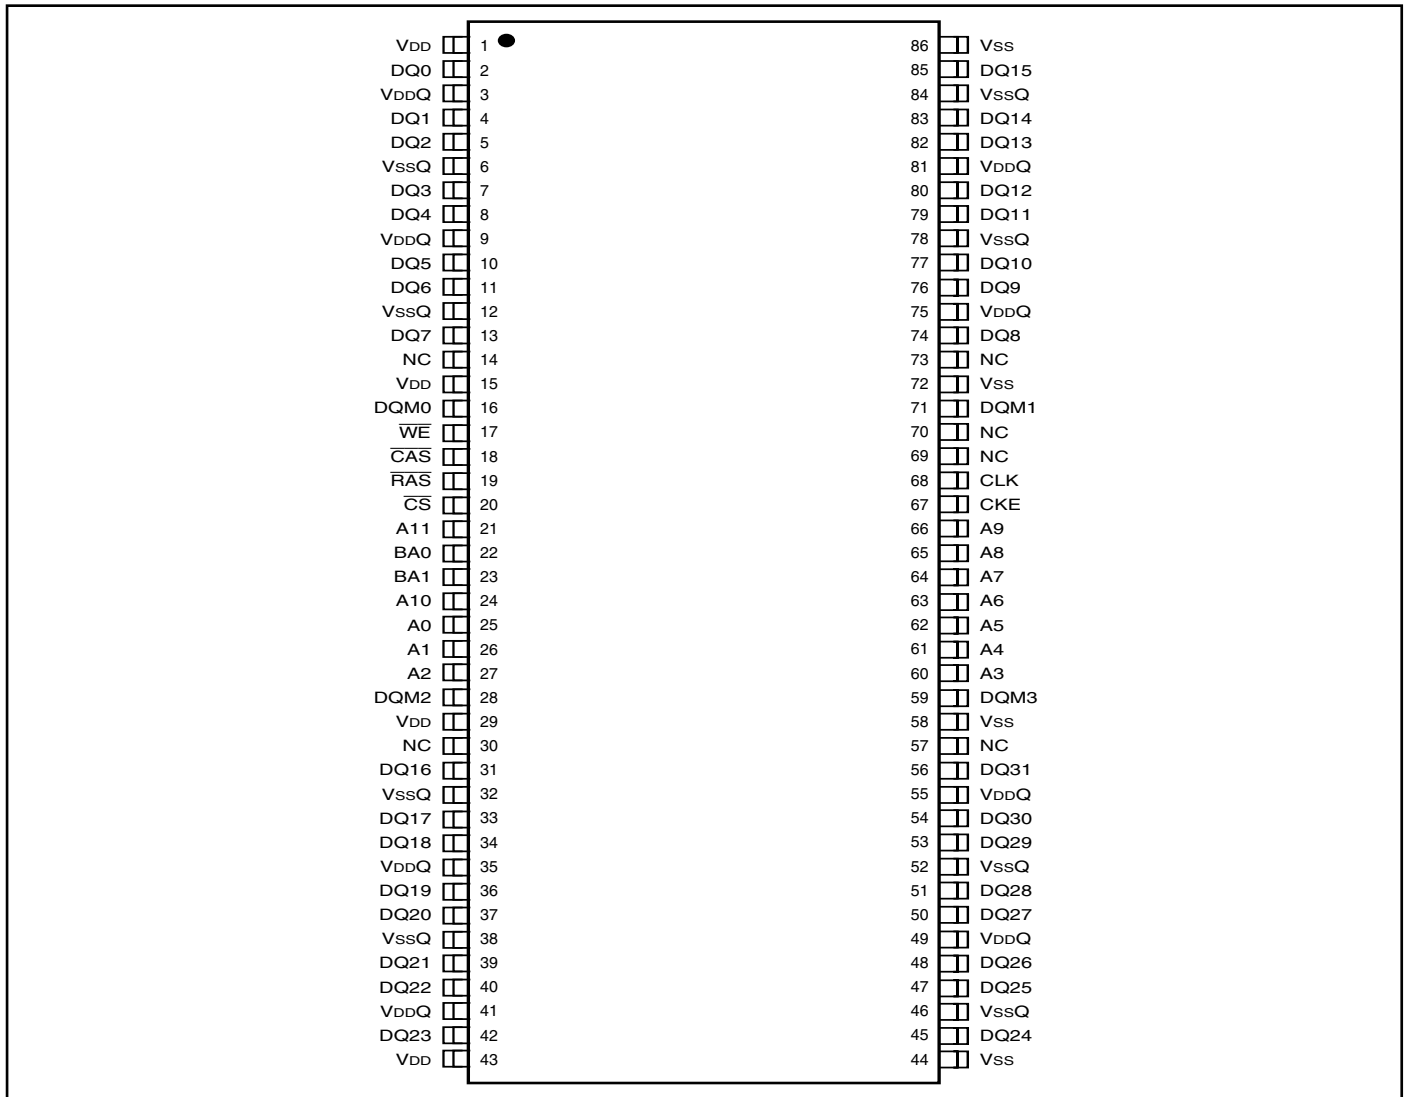 VDD 1 86 VSS
DQ0 2 85 DQ15
VDDQ 3 84 VSSQ
DQ1 4 83 DQ14
DQ2 5 82 DQ13
VSSQ 6 81 VDDQ
DQ3 7 80 DQ12
DQ4 8 79 DQ11
VDDQ 9 78 VSSQ
DQ5 10 77 DQ10
DQ6 11 76 DQ9
VSSQ 12 75 VDDQ
DQ7 13 74 DQ8
NC 14 73 NC
VDD 15 72 VSS
DQM0 16 71 DQM1
W̅E̅ 17 70 NC
C̅A̅S̅ 18 69 NC
R̅A̅S̅ 19 68 CLK
C̅S̅ 20 67 CKE
A11 21 66 A9
BA0 22 65 A8
BA1 23 64 A7
A10 24 63 A6
A0 25 62 A5
A1 26 61 A4
A2 27 60 A3
DQM2 28 59 DQM3
VDD 29 58 VSS
NC 30 57 NC
DQ16 31 56 DQ31
VSSQ 32 55 VDDQ
DQ17 33 54 DQ30
DQ18 34 53 DQ29
VDDQ 35 52 VSSQ
DQ19 36 51 DQ28
DQ20 37 50 DQ27
VSSQ 38 49 VDDQ
DQ21 39 48 DQ26
DQ22 40 47 DQ25
VDDQ 41 46 VSSQ
DQ23 42 45 DQ24
VDD 43 44 VSS